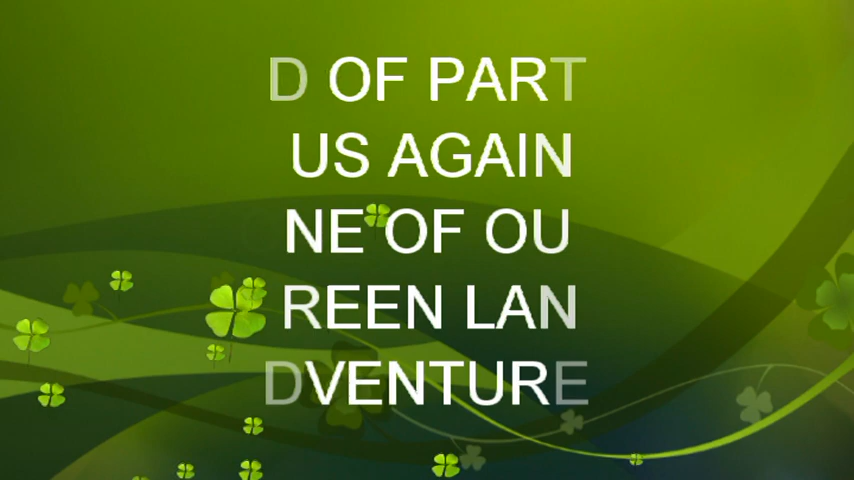 D OF PART
US AGAIN
NE OF OU
REEN LAN
DVENTURE